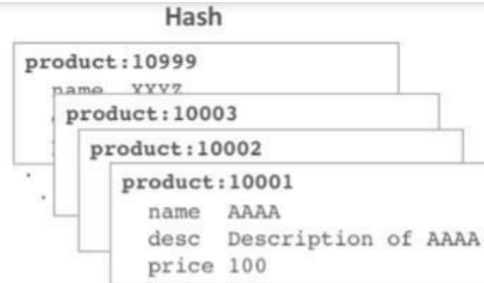 Hash
product:10999
name XXYZ
product:10003
product:10002
product:10001
name AAAA
desc Description of AAAA
price 100